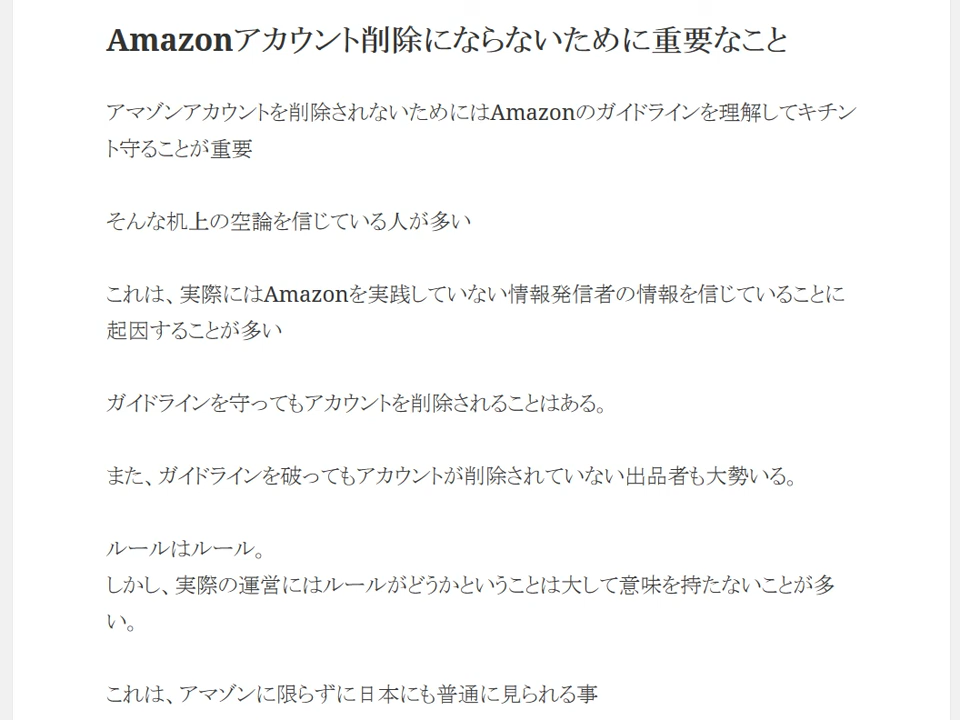 Amazonアカウント削除にならないために重要なこと
アマゾンアカウントを削除されないためにはAmazonのガイドラインを理解してキチン
ト守ることが重要
そんな机上の空論を信じている人が多い
これは、実際にはAmazonを実践していない情報発信者の情報を信じていることに
起因することが多い
ガイドラインを守ってもアカウントを削除されることはある。
また、ガイドラインを破ってもアカウントが削除されていない出品者も大勢いる。
ルールはルール。
しかし、実際の運営にはルールがどうかということは大して意味を持たないことが多
い。
これは、アマゾンに限らずに日本にも普通に見られる事